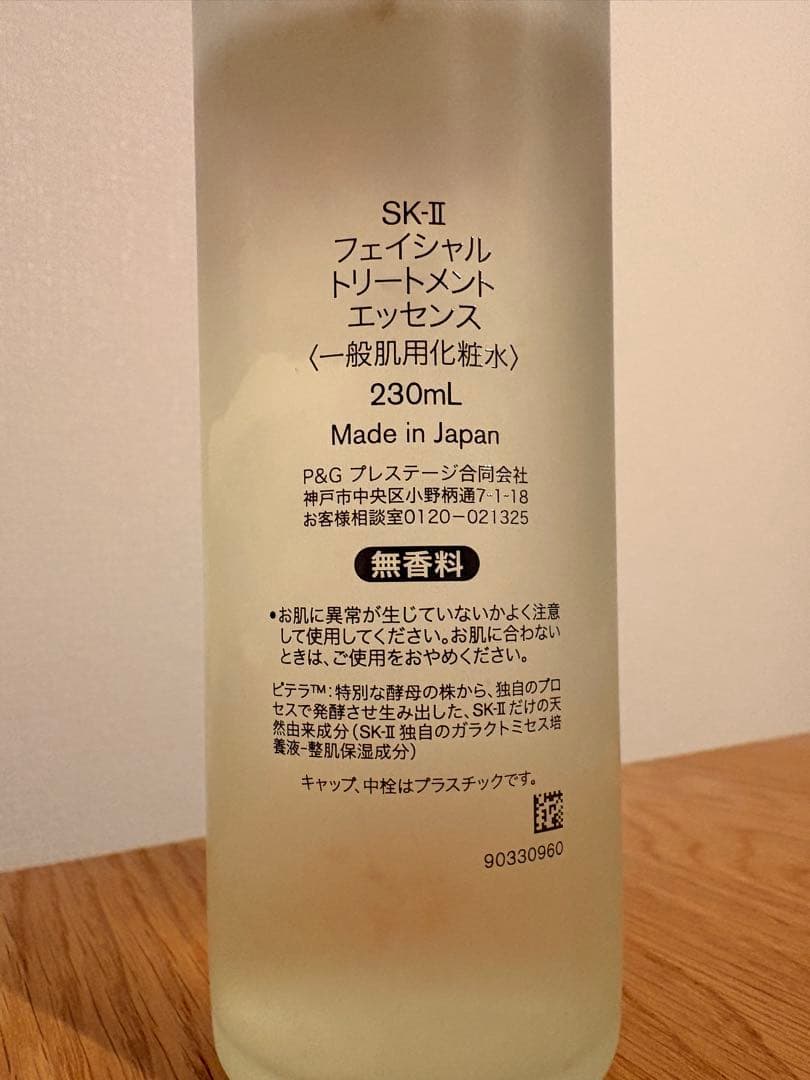 SK-Ⅱ
フェイシャル
トリートメント
エッセンス
〈一般肌用化粧水〉
230mL
Made in Japan
P&G プレステージ合同会社
神戸市中央区小野柄通7-1-18
お客様相談室0120-021325
無香料
•お肌に異常が生じていないかよく注意
して使用してください。お肌に合わない
ときは、ご使用をおやめください。
ピテラ™:特別な酵母の株から、独自のプロ
セスで発酵させ生み出した、SK-Ⅱだけの天
然由来成分(SK-Ⅱ独自のガラクトミセス培
養液-整肌保湿成分)
キャップ、中栓はプラスチックです。
90330960